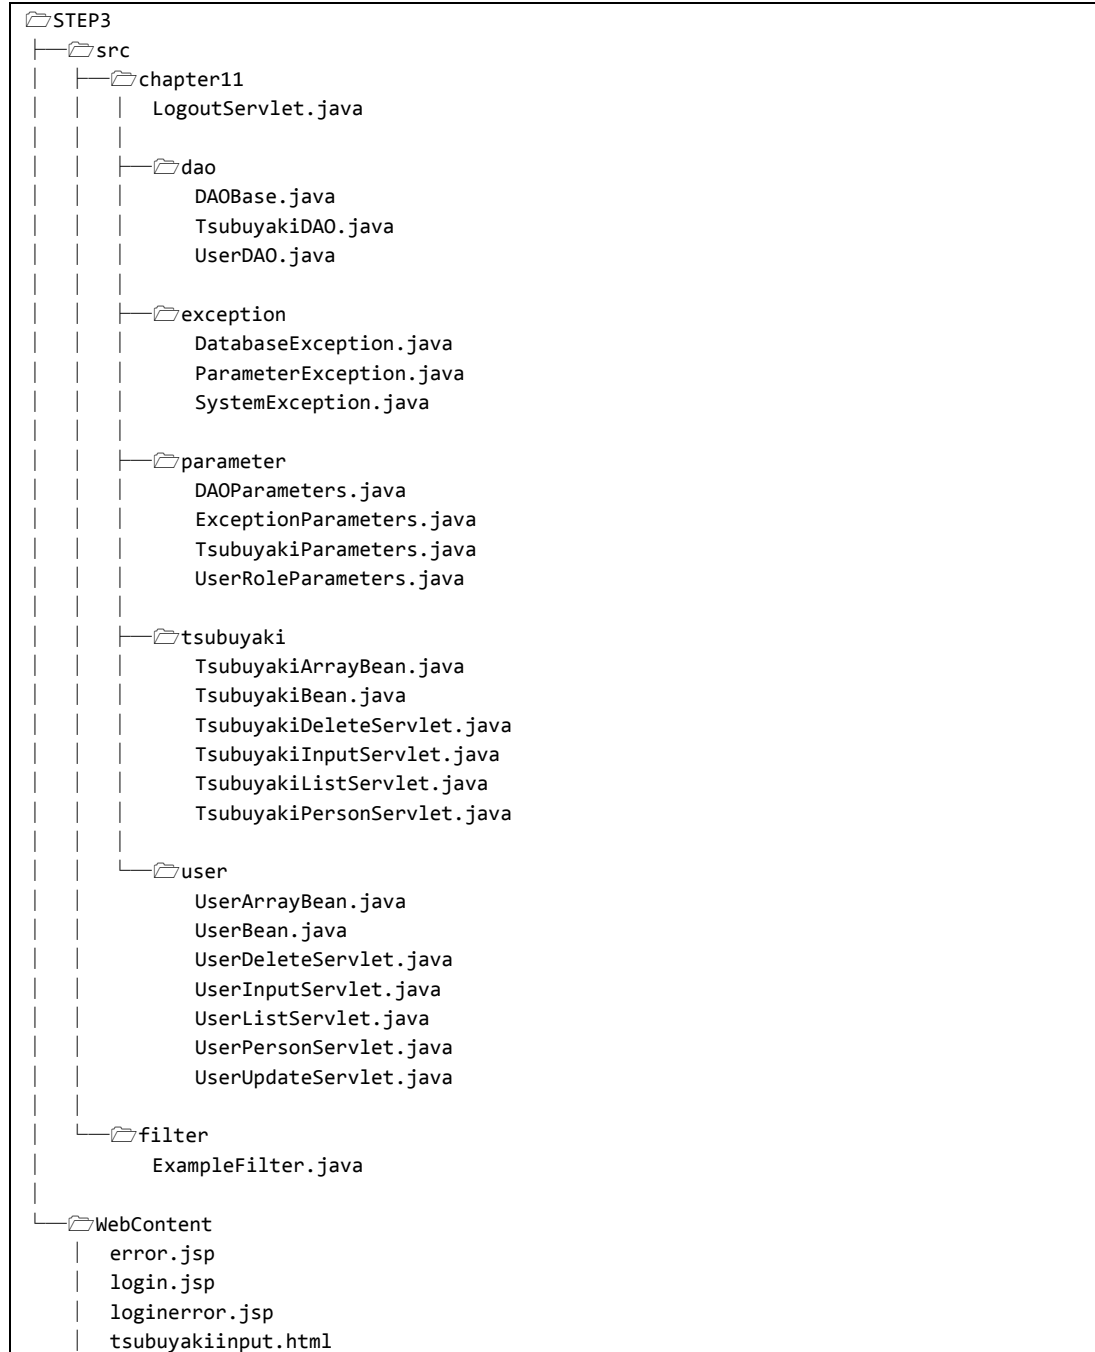 STEP3
src
chapter11
LogoutServlet.java
dao
DAOBase.java
TsubuyakiDAO.java
UserDAO.java
exception
DatabaseException.java
ParameterException.java
SystemException.java
parameter
DAOParameters.java
ExceptionParameters.java
TsubuyakiParameters.java
UserRoleParameters.java
tsubuyaki
TsubuyakiArrayBean.java
TsubuyakiBean.java
TsubuyakiDeleteServlet.java
TsubuyakiInputServlet.java
TsubuyakiListServlet.java
TsubuyakiPersonServlet.java
user
UserArrayBean.java
UserBean.java
UserDeleteServlet.java
UserInputServlet.java
UserListServlet.java
UserPersonServlet.java
UserUpdateServlet.java
filter
ExampleFilter.java
WebContent
error.jsp
login.jsp
loginerror.jsp
tsubuyakiinput.html